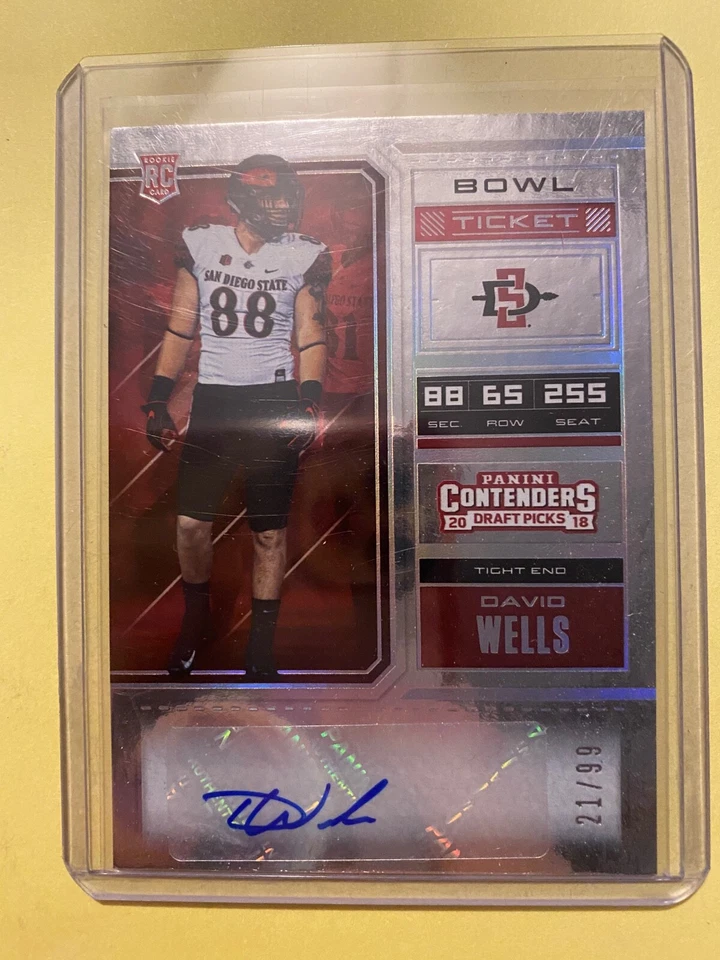 ROOKIE
RC
CARD
SAN DIEGO STATE
88
BOWL
TICKET
88 65 255
SEC ROW SEAT
PANINI
CONTENDERS
20 DRAFT PICKS 18
TIGHT END
DAVID
WELLS
21/99